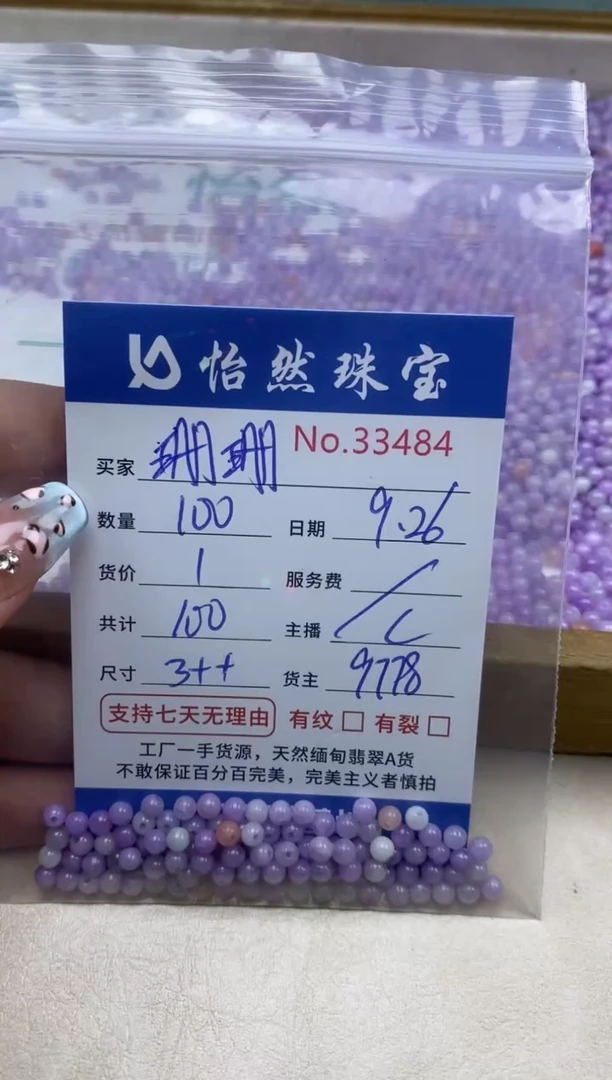 怡然珠宝
No.33484
买家 珊珊
数量 100 日期 9.26
货价 1 服务费 /
共计 100 主播 L
尺寸 3++ 货主 9778
支持七天无理由 有纹 □ 有裂 □
工厂一手货源，天然缅甸翡翠A货
不敢保证百分百完美，完美主义者慎拍